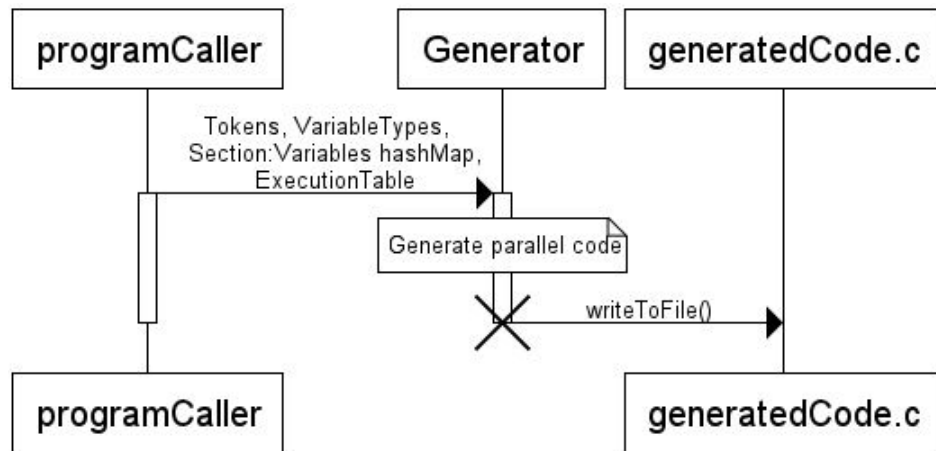 programCaller
Generator
generatedCode.c
Tokens, VariableTypes,
Section:Variables hashMap,
ExecutionTable
Generate parallel code
writeToFile()
programCaller
generatedCode.c